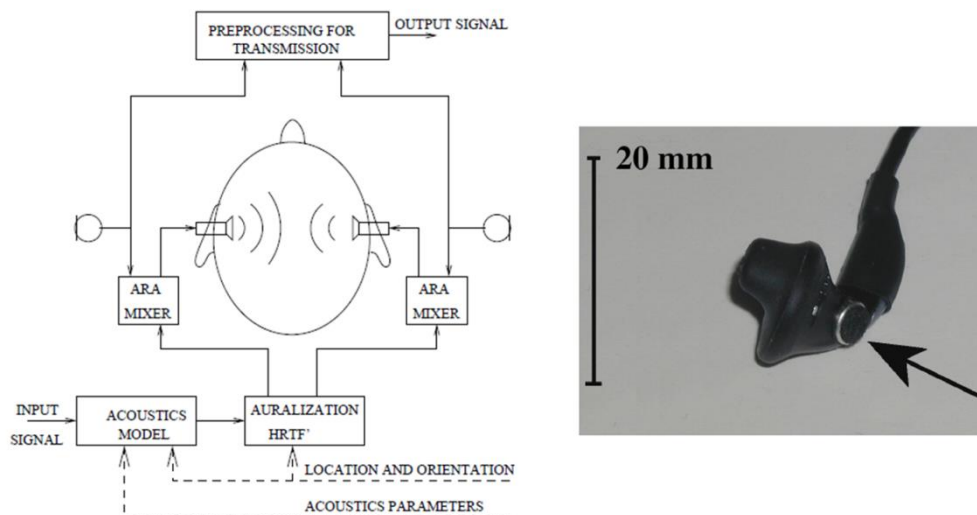 PREPROCESSING FOR
TRANSMISSION
OUTPUT SIGNAL
20 mm
ARA
MIXER
ARA
MIXER
INPUT
SIGNAL
ACOUSTICS
MODEL
AURALIZATION
HRTF'
LOCATION AND ORIENTATION
ACOUSTICS PARAMETERS